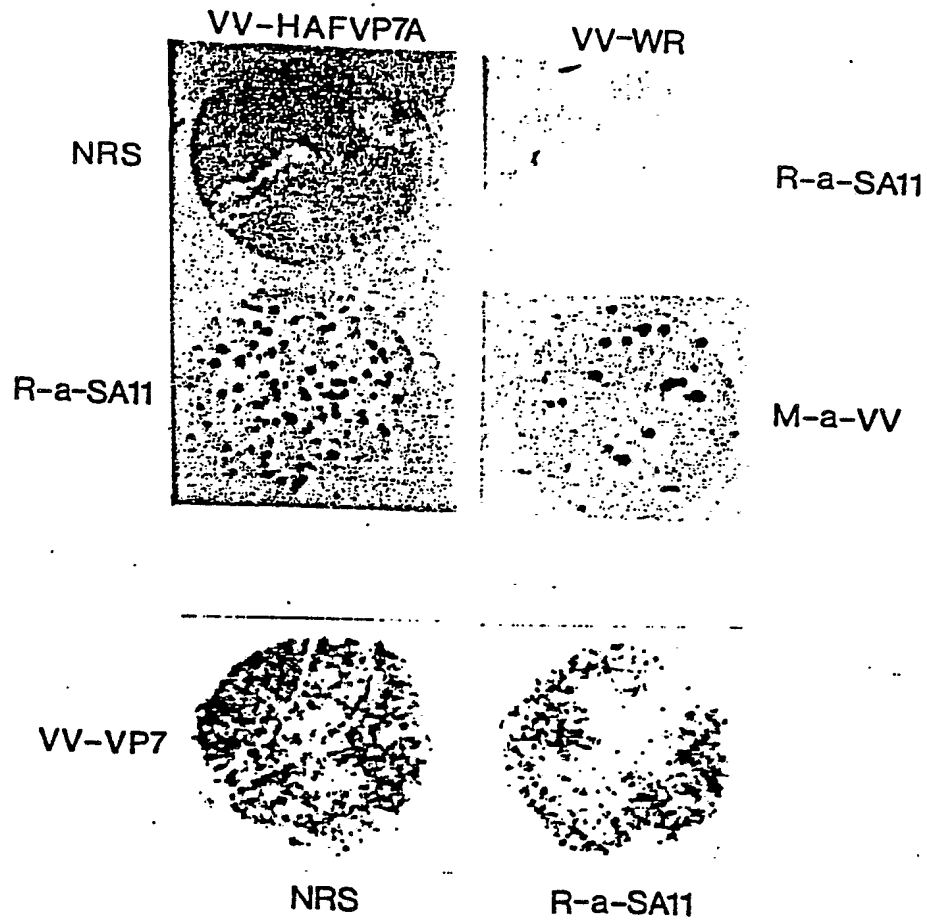 VV-HAFVP7A
VV-WR
NRS
R-a-SA11
R-a-SA11
M-a-VV
VV-VP7
NRS
R-a-SA11